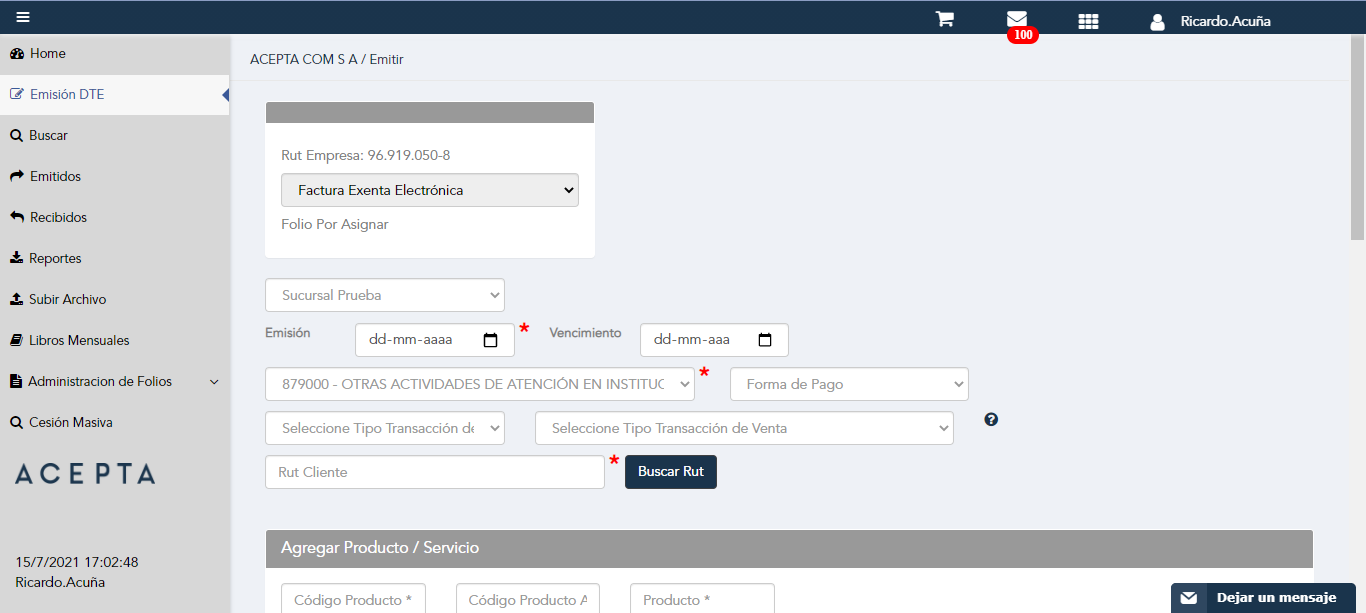 Ricardo.Acuña
100
Home
Emisión DTE
Buscar
Emitidos
Recibidos
Reportes
Subir Archivo
Libros Mensuales
Administracion de Folios
Cesión Masiva
ACEPTA
15/7/2021 17:02:48
Ricardo.Acuña
ACEPTA COM S A / Emitir
Rut Empresa: 96.919.050-8
Factura Exenta Electrónica
Folio Por Asignar
Sucursal Prueba
Emisión dd-mm-aaaa * Vencimiento dd-mm-aaa
879000 - OTRAS ACTIVIDADES DE ATENCIÓN EN INSTITUC * Forma de Pago
Seleccione Tipo Transacción de Seleccione Tipo Transacción de Venta ?
Rut Cliente * Buscar Rut
Agregar Producto / Servicio
Código Producto * Código Producto A Producto *
Dejar un mensaje